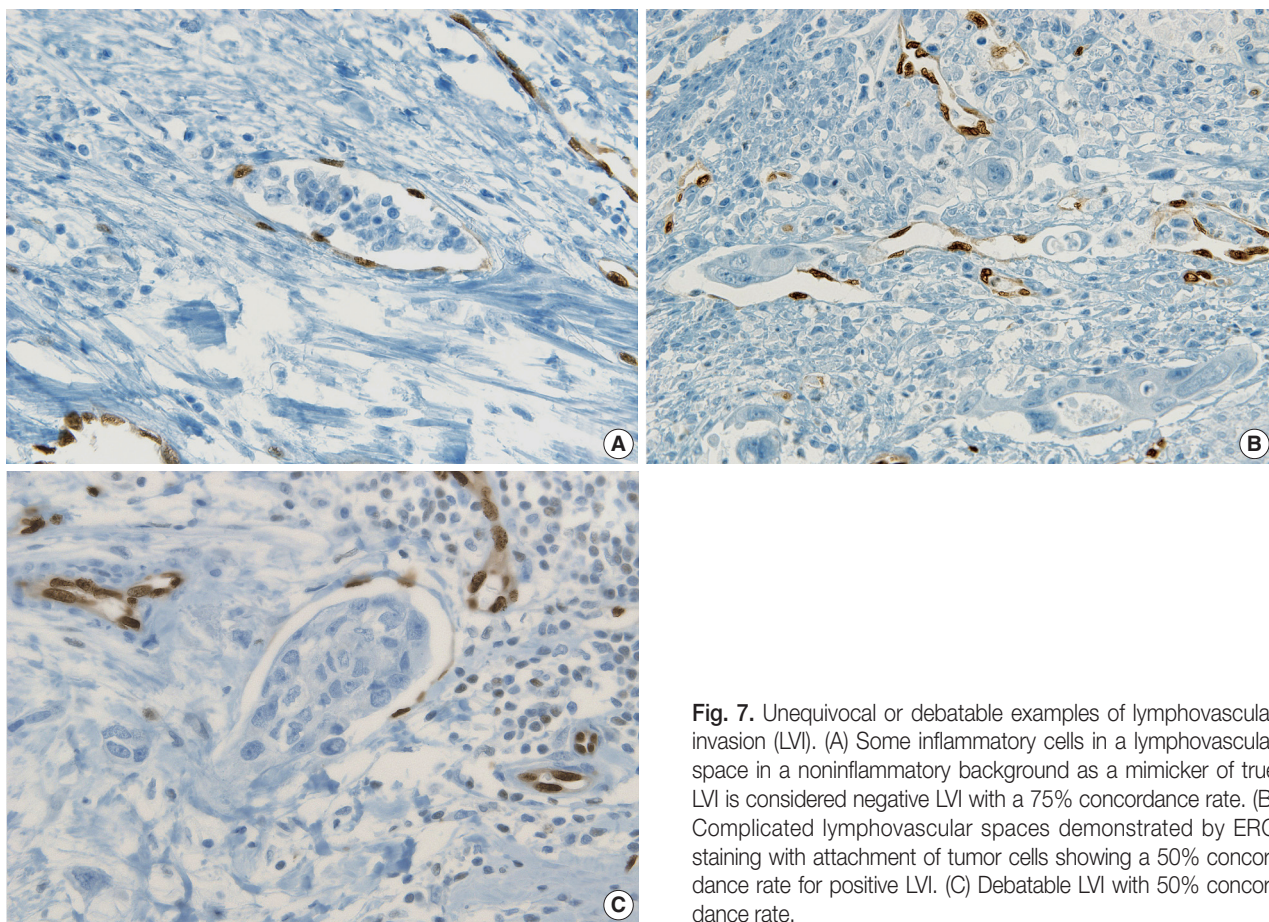 A
B
C
Fig. 7. Unequivocal or debatable examples of lymphovascula
invasion (LVI). (A) Some inflammatory cells in a lymphovascula
space in a noninflammatory background as a mimicker of true
LVI is considered negative LVI with a 75% concordance rate. (B
Complicated lymphovascular spaces demonstrated by ERG
staining with attachment of tumor cells showing a 50% concor-
dance rate for positive LVI. (C) Debatable LVI with 50% concor-
dance rate.